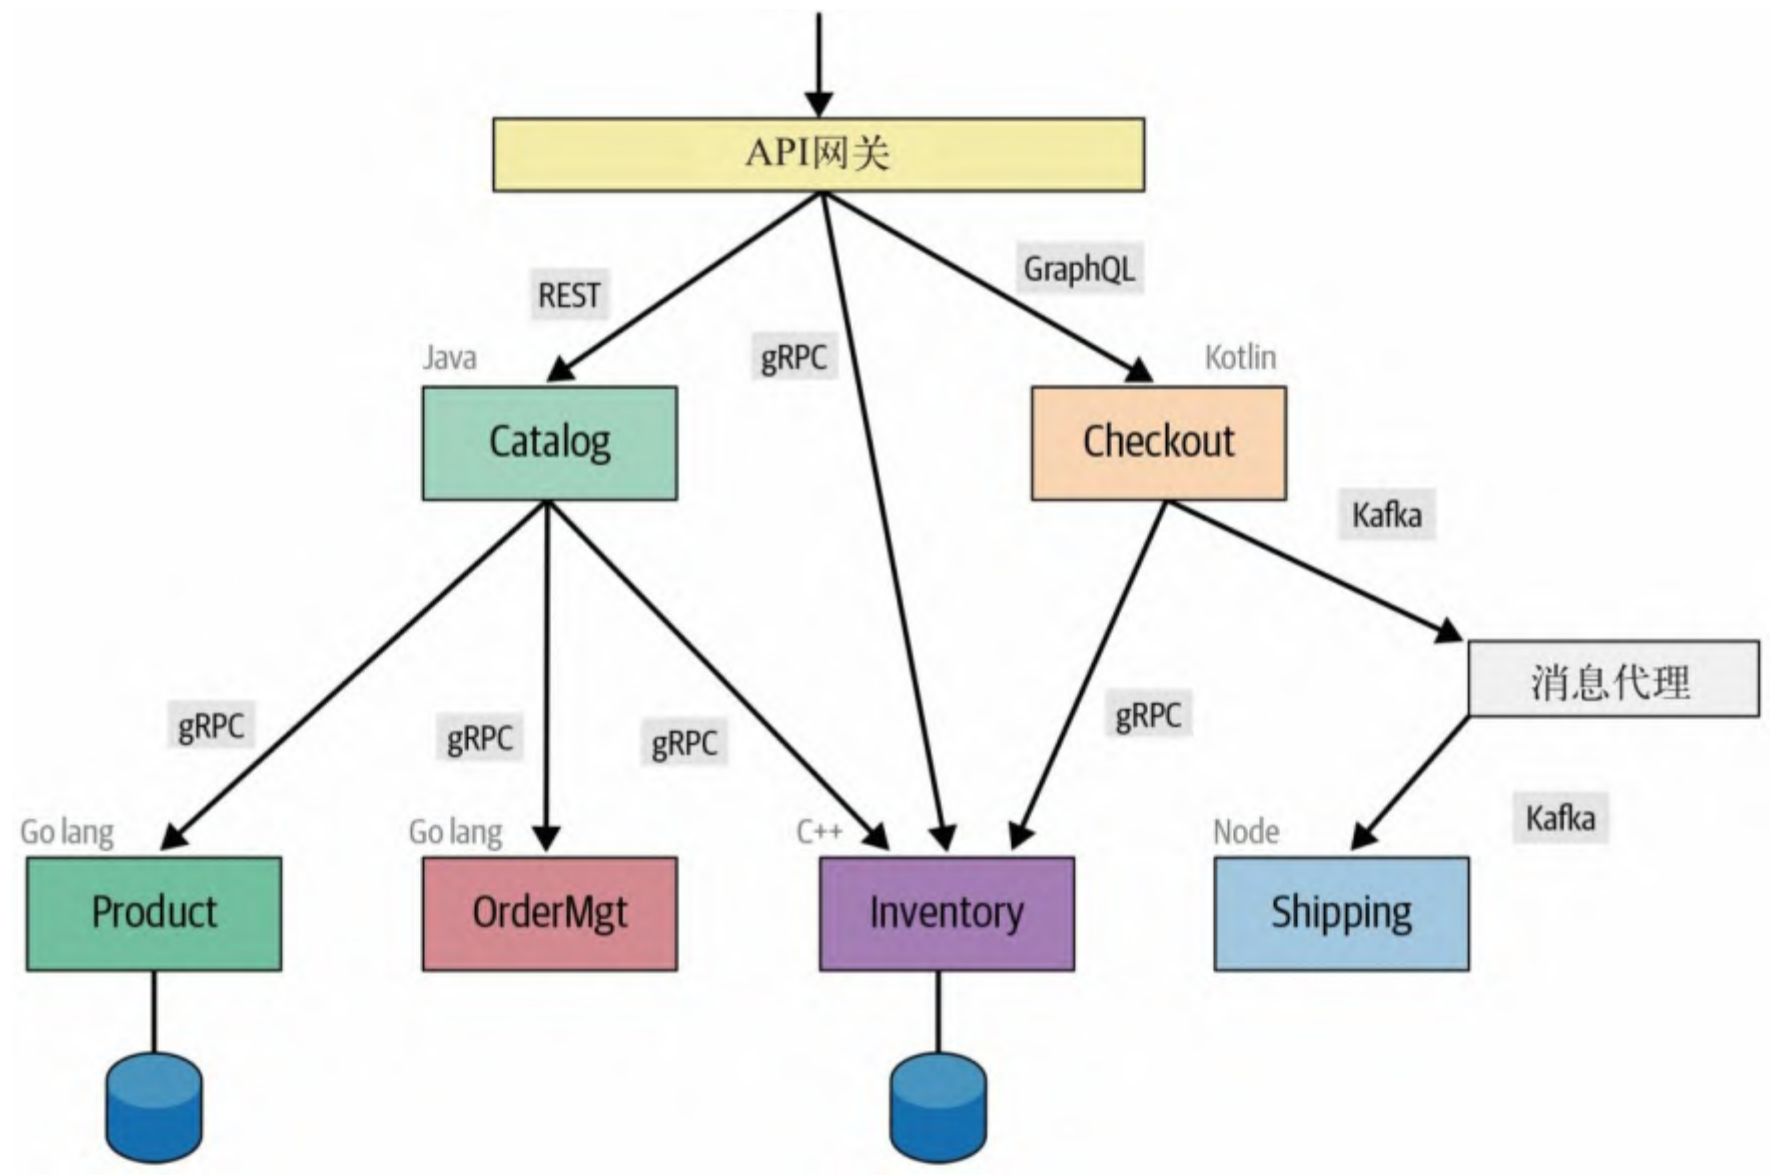 API网关
GraphQL
REST
gRPC
Java
Kotlin
Catalog
Checkout
Kafka
消息代理
gRPC
gRPC
gRPC
gRPC
Kafka
Go lang
Go lang
C++
Node
Product
OrderMgt
Inventory
Shipping